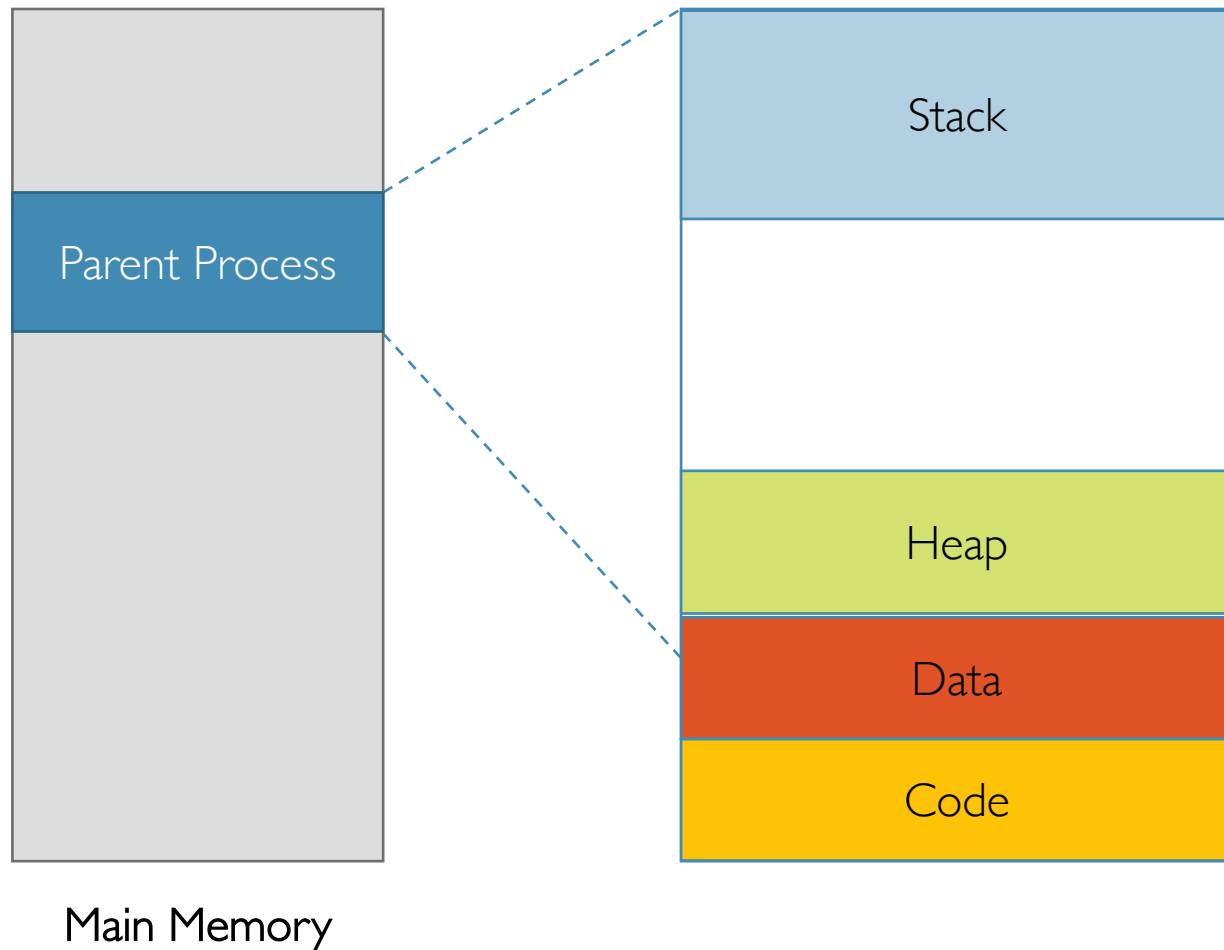 Stack
Parent Process
Heap
Data
Code
Main Memory